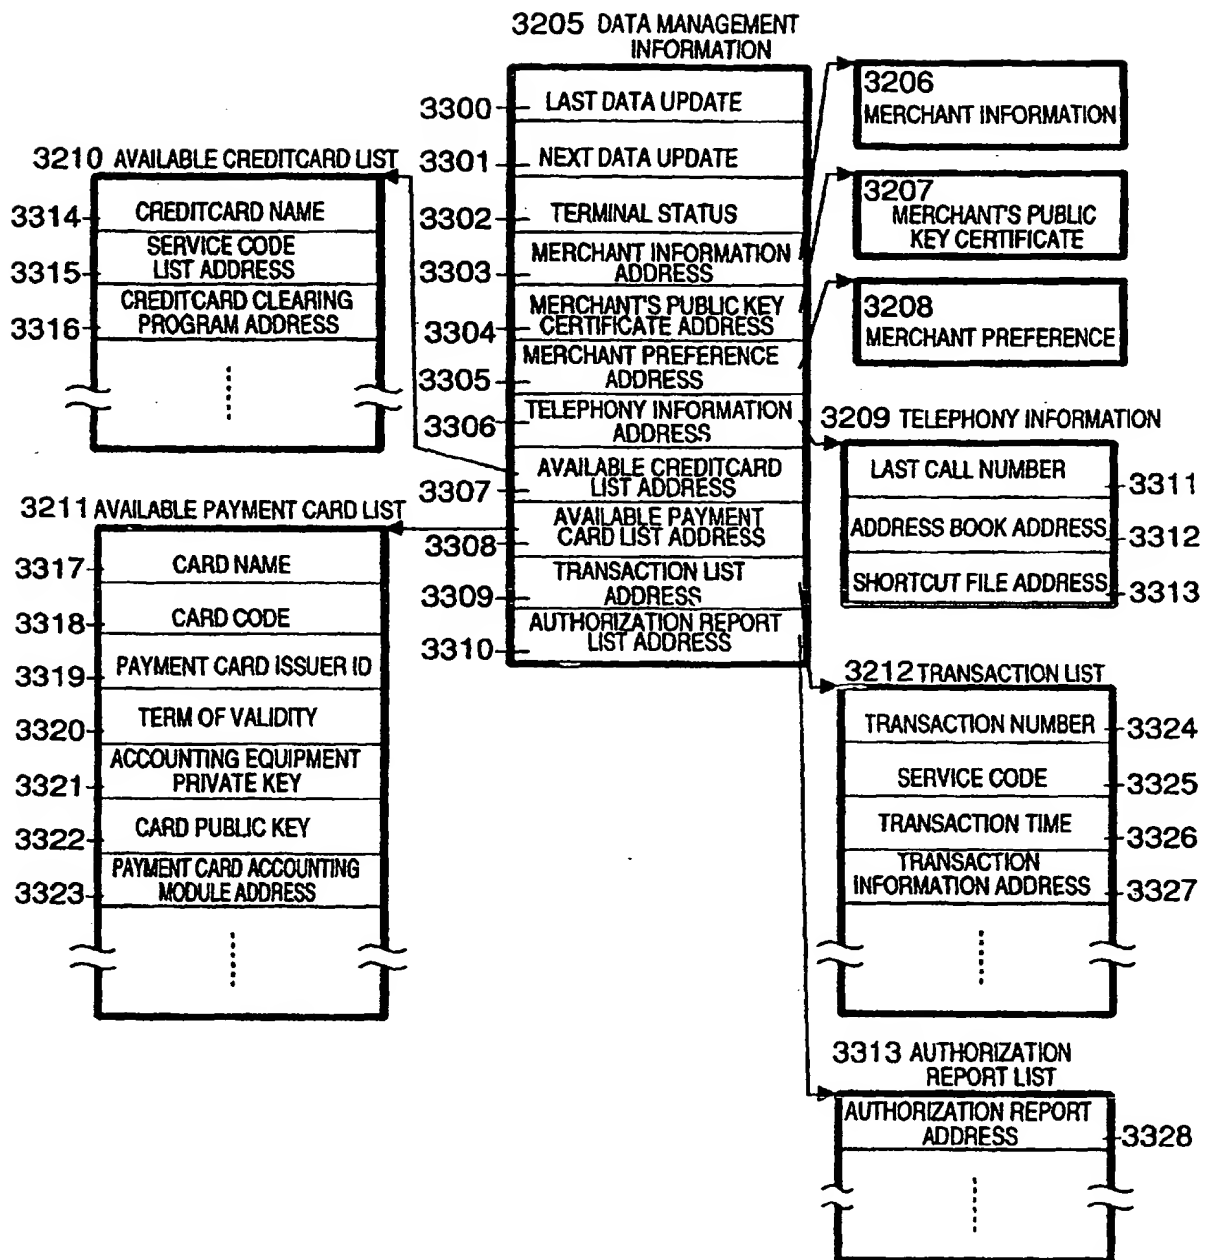 3205 DATA MANAGEMENT
INFORMATION
3300 LAST DATA UPDATE
3301 NEXT DATA UPDATE
3302 TERMINAL STATUS
MERCHANT INFORMATION
3303 ADDRESS
MERCHANT'S PUBLIC KEY
3304 CERTIFICATE ADDRESS
MERCHANT PREFERENCE
3305 ADDRESS
TELEPHONY INFORMATION
3306 ADDRESS
AVAILABLE CREDITCARD
3307 LIST ADDRESS
AVAILABLE PAYMENT
3308 CARD LIST ADDRESS
TRANSACTION LIST
3309 ADDRESS
AUTHORIZATION REPORT
3310 LIST ADDRESS
3210 AVAILABLE CREDITCARD LIST
3314 CREDITCARD NAME
SERVICE CODE
3315 LIST ADDRESS
CREDITCARD CLEARING
3316 PROGRAM ADDRESS
3211 AVAILABLE PAYMENT CARD LIST
3317 CARD NAME
3318 CARD CODE
3319 PAYMENT CARD ISSUER ID
3320 TERM OF VALIDITY
ACCOUNTING EQUIPMENT
3321 PRIVATE KEY
3322 CARD PUBLIC KEY
PAYMENT CARD ACCOUNTING
3323 MODULE ADDRESS
3206
MERCHANT INFORMATION
3207
MERCHANT'S PUBLIC
KEY CERTIFICATE
3208
MERCHANT PREFERENCE
3209 TELEPHONY INFORMATION
LAST CALL NUMBER 3311
ADDRESS BOOK ADDRESS 3312
SHORTCUT FILE ADDRESS 3313
3212 TRANSACTION LIST
TRANSACTION NUMBER 3324
SERVICE CODE 3325
TRANSACTION TIME 3326
TRANSACTION
INFORMATION ADDRESS 3327
3313 AUTHORIZATION
REPORT LIST
AUTHORIZATION REPORT
ADDRESS 3328